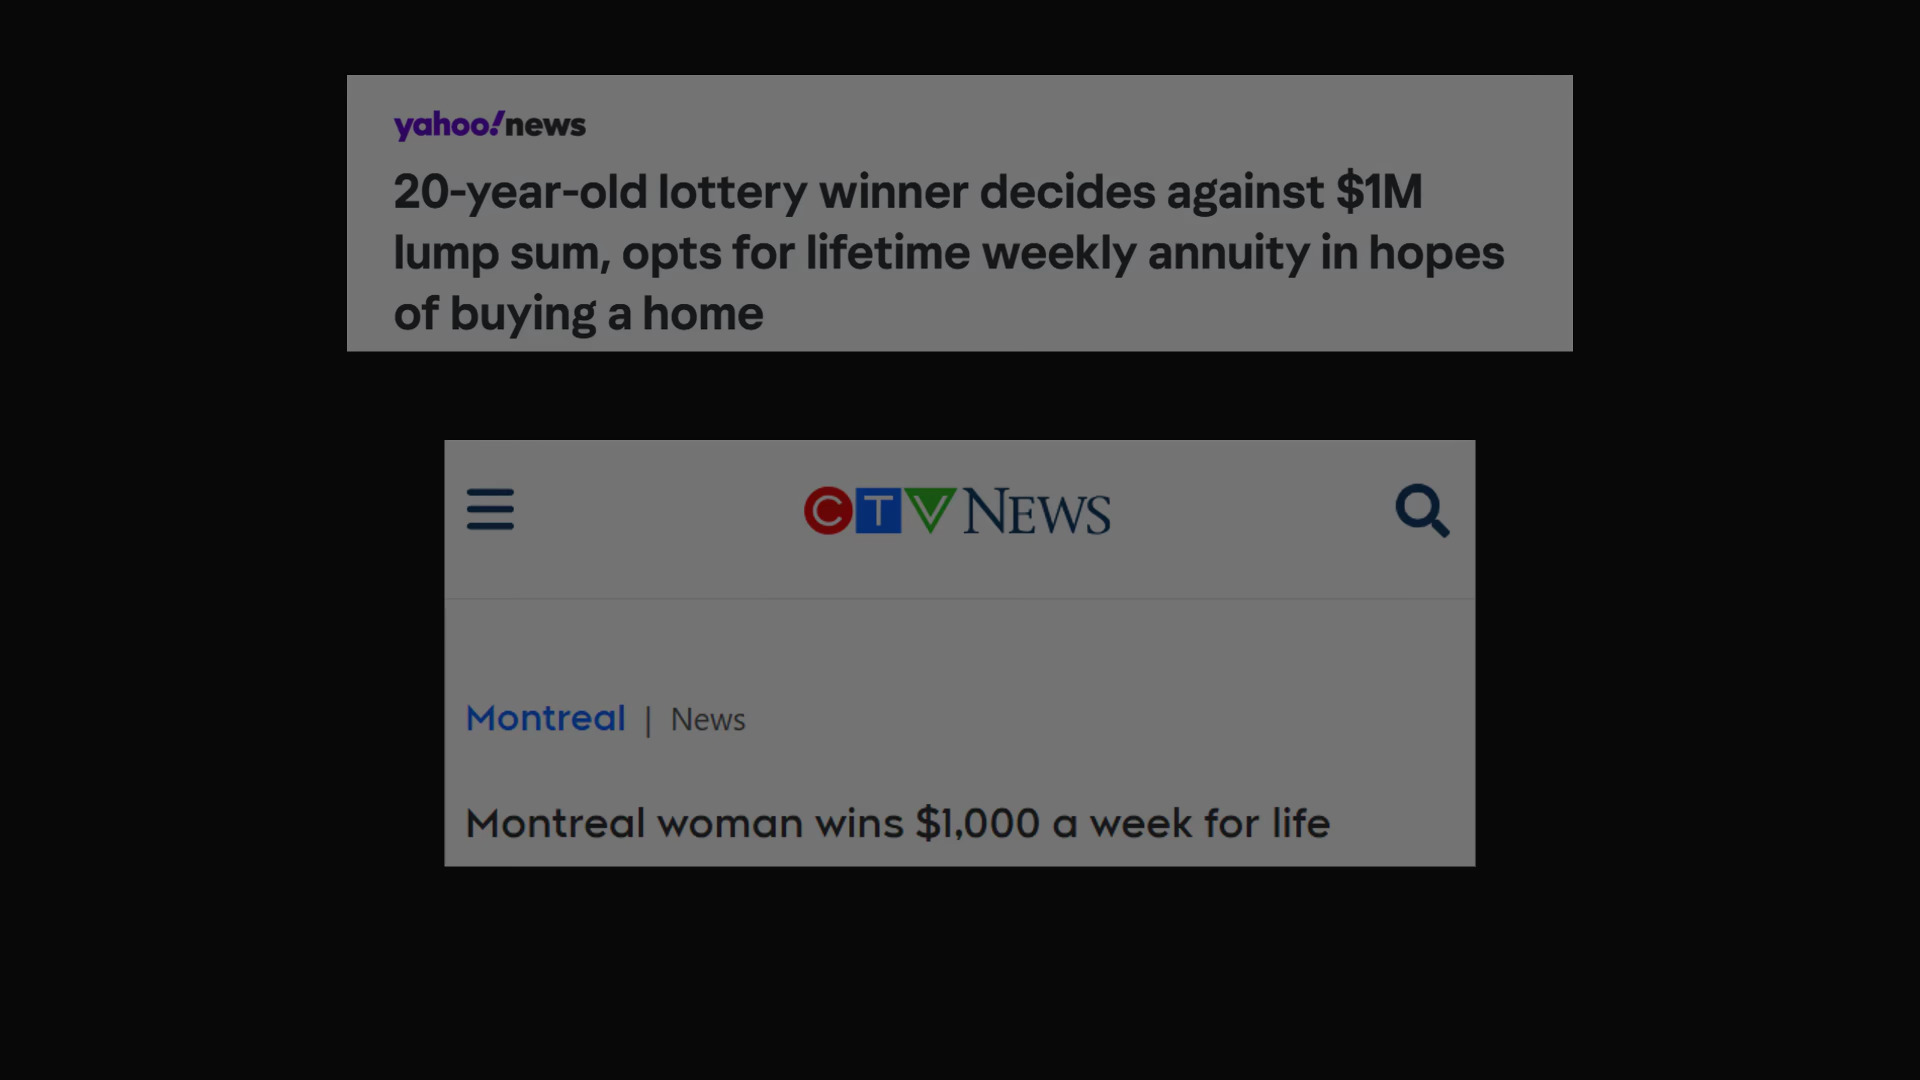 yahoo!news
20-year-old lottery winner decides against $1M
lump sum, opts for lifetime weekly annuity in hopes
of buying a home
CTV NEWS
Montreal | News
Montreal woman wins $1,000 a week for life